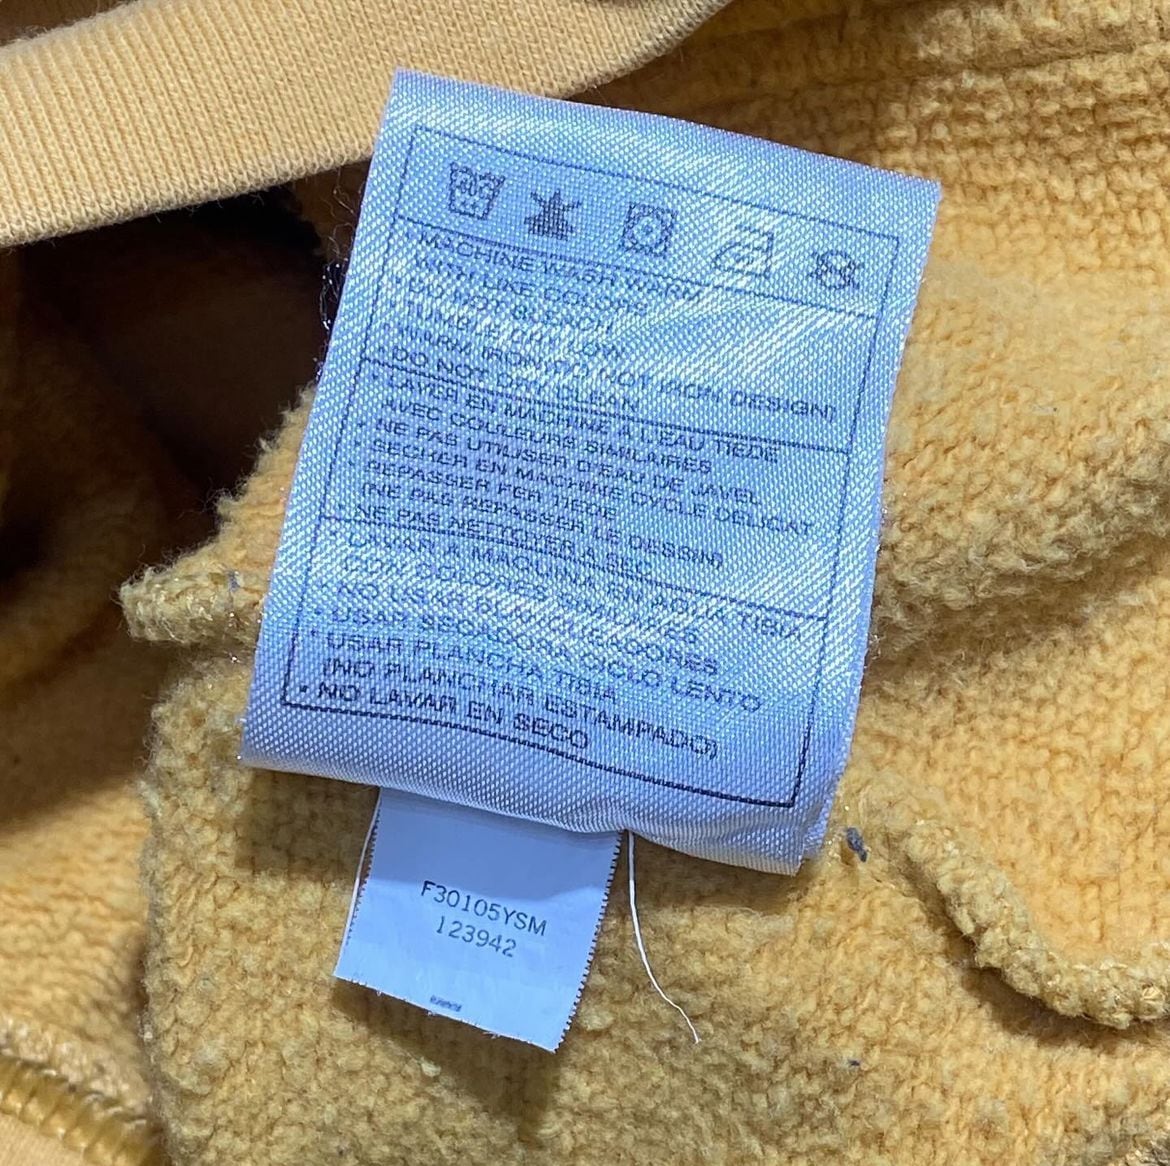 MACHINE WASH WARM
WITH LIKE COLORS
DO NOT BLEACH
TUMBLE DRY LOW
WARM IRON (DO NOT IRON DESIGN)
• DO NOT DRY CLEAN
• LAVER EN MACHINE À L'EAU TIEDE
AVEC COULEURS SIMILAIRES
• NE PAS UTILISER D'EAU DE JAVEL
• SECHER EN MACHINE CYCLE DELICAT
• REPASSER FER TIEDE
(NE PAS REPASSER LE DESSIN)
NE PAS NETTOYER A SEC
• LAVAR A MAQUINA EN AGUA TIBIA
CON COLORES SIMILARES
• NO USAR BLANQUEADORES
• USAR SECADORA CICLO LENTO
• USAR PLANCHA TIBIA
(NO PLANCHAR ESTAMPADO)
• NO LAVAR EN SECO
F30105YSM
123942